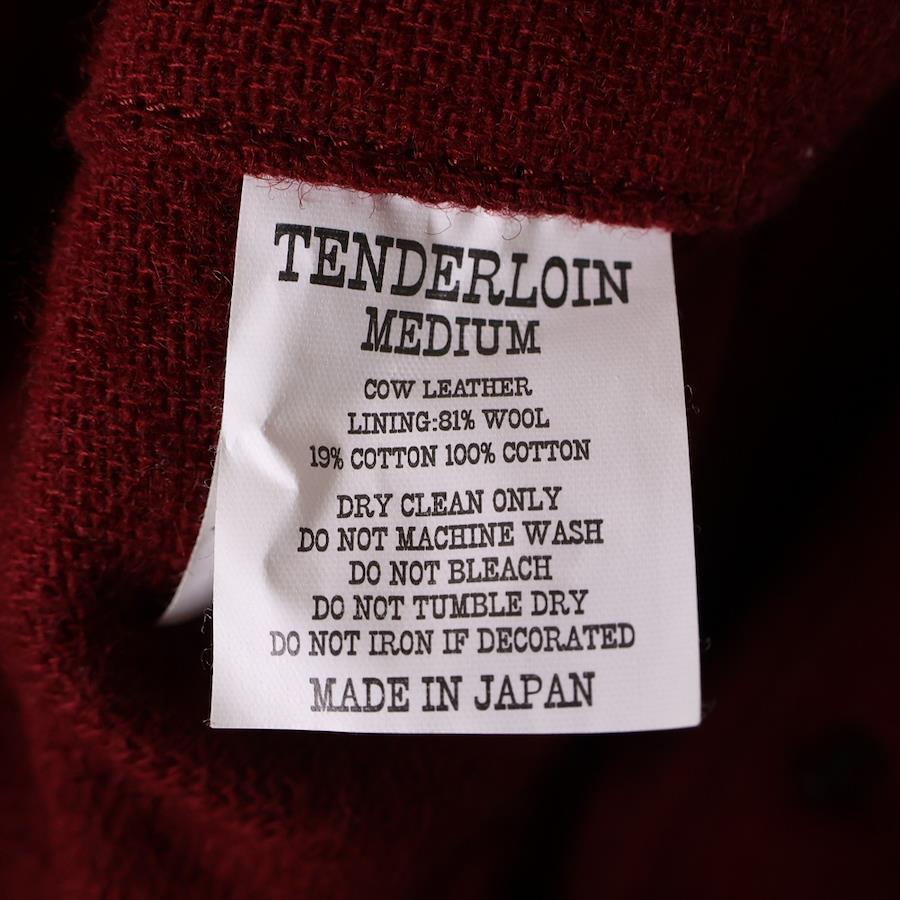 TENDERLOIN
MEDIUM
COW LEATHER
LINING:81% WOOL
19% COTTON 100% COTTON
DRY CLEAN ONLY
DO NOT MACHINE WASH
DO NOT BLEACH
DO NOT TUMBLE DRY
DO NOT IRON IF DECORATED
MADE IN JAPAN